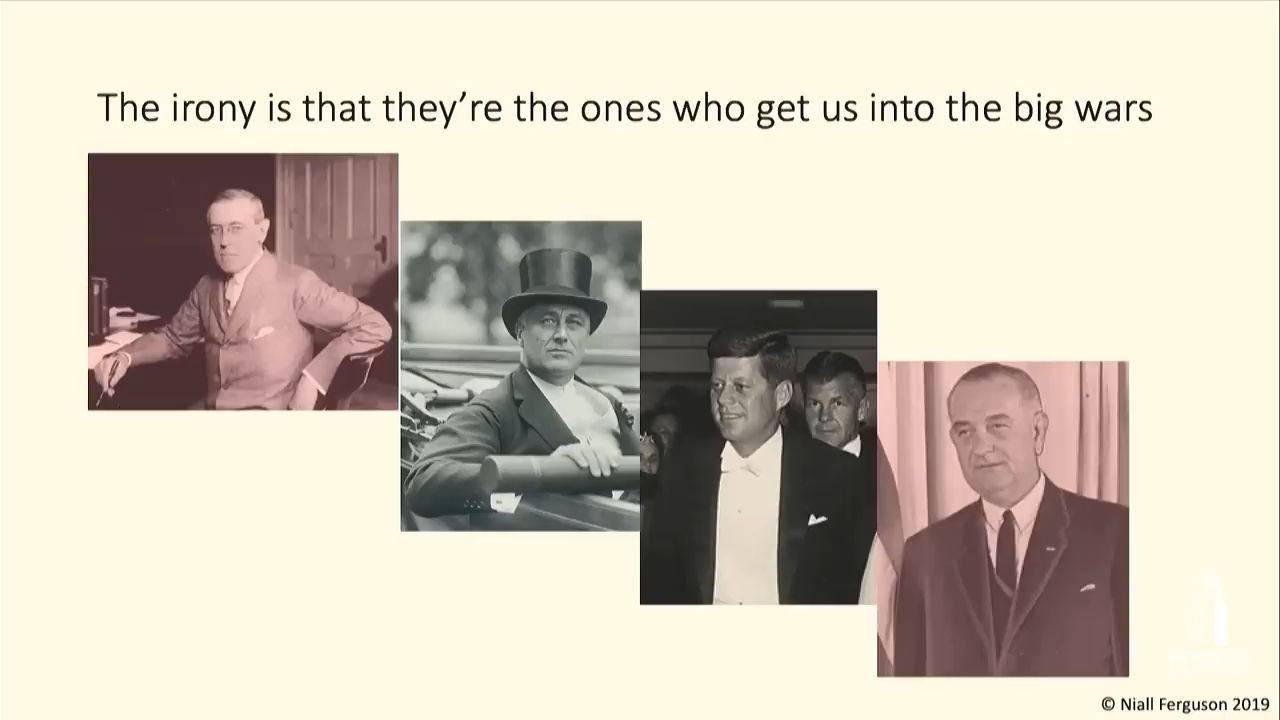 The irony is that they’re the ones who get us into the big wars
© Niall Ferguson 2019